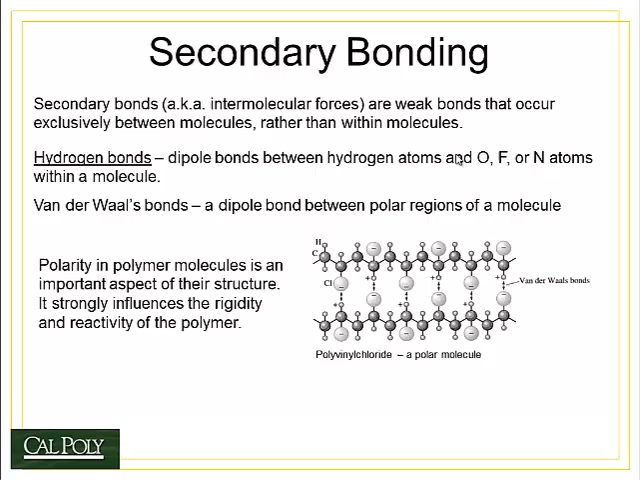 Secondary Bonding
Secondary bonds (a.k.a. intermolecular forces) are weak bonds that occur
exclusively between molecules, rather than within molecules.
Hydrogen bonds – dipole bonds between hydrogen atoms and O, F, or N atoms
within a molecule.
Van der Waal's bonds – a dipole bond between polar regions of a molecule
Polarity in polymer molecules is an
important aspect of their structure.
It strongly influences the rigidity
and reactivity of the polymer.
H
C
Cl
Van der Waals bonds
Polyvinylchloride – a polar molecule
CAL POLY